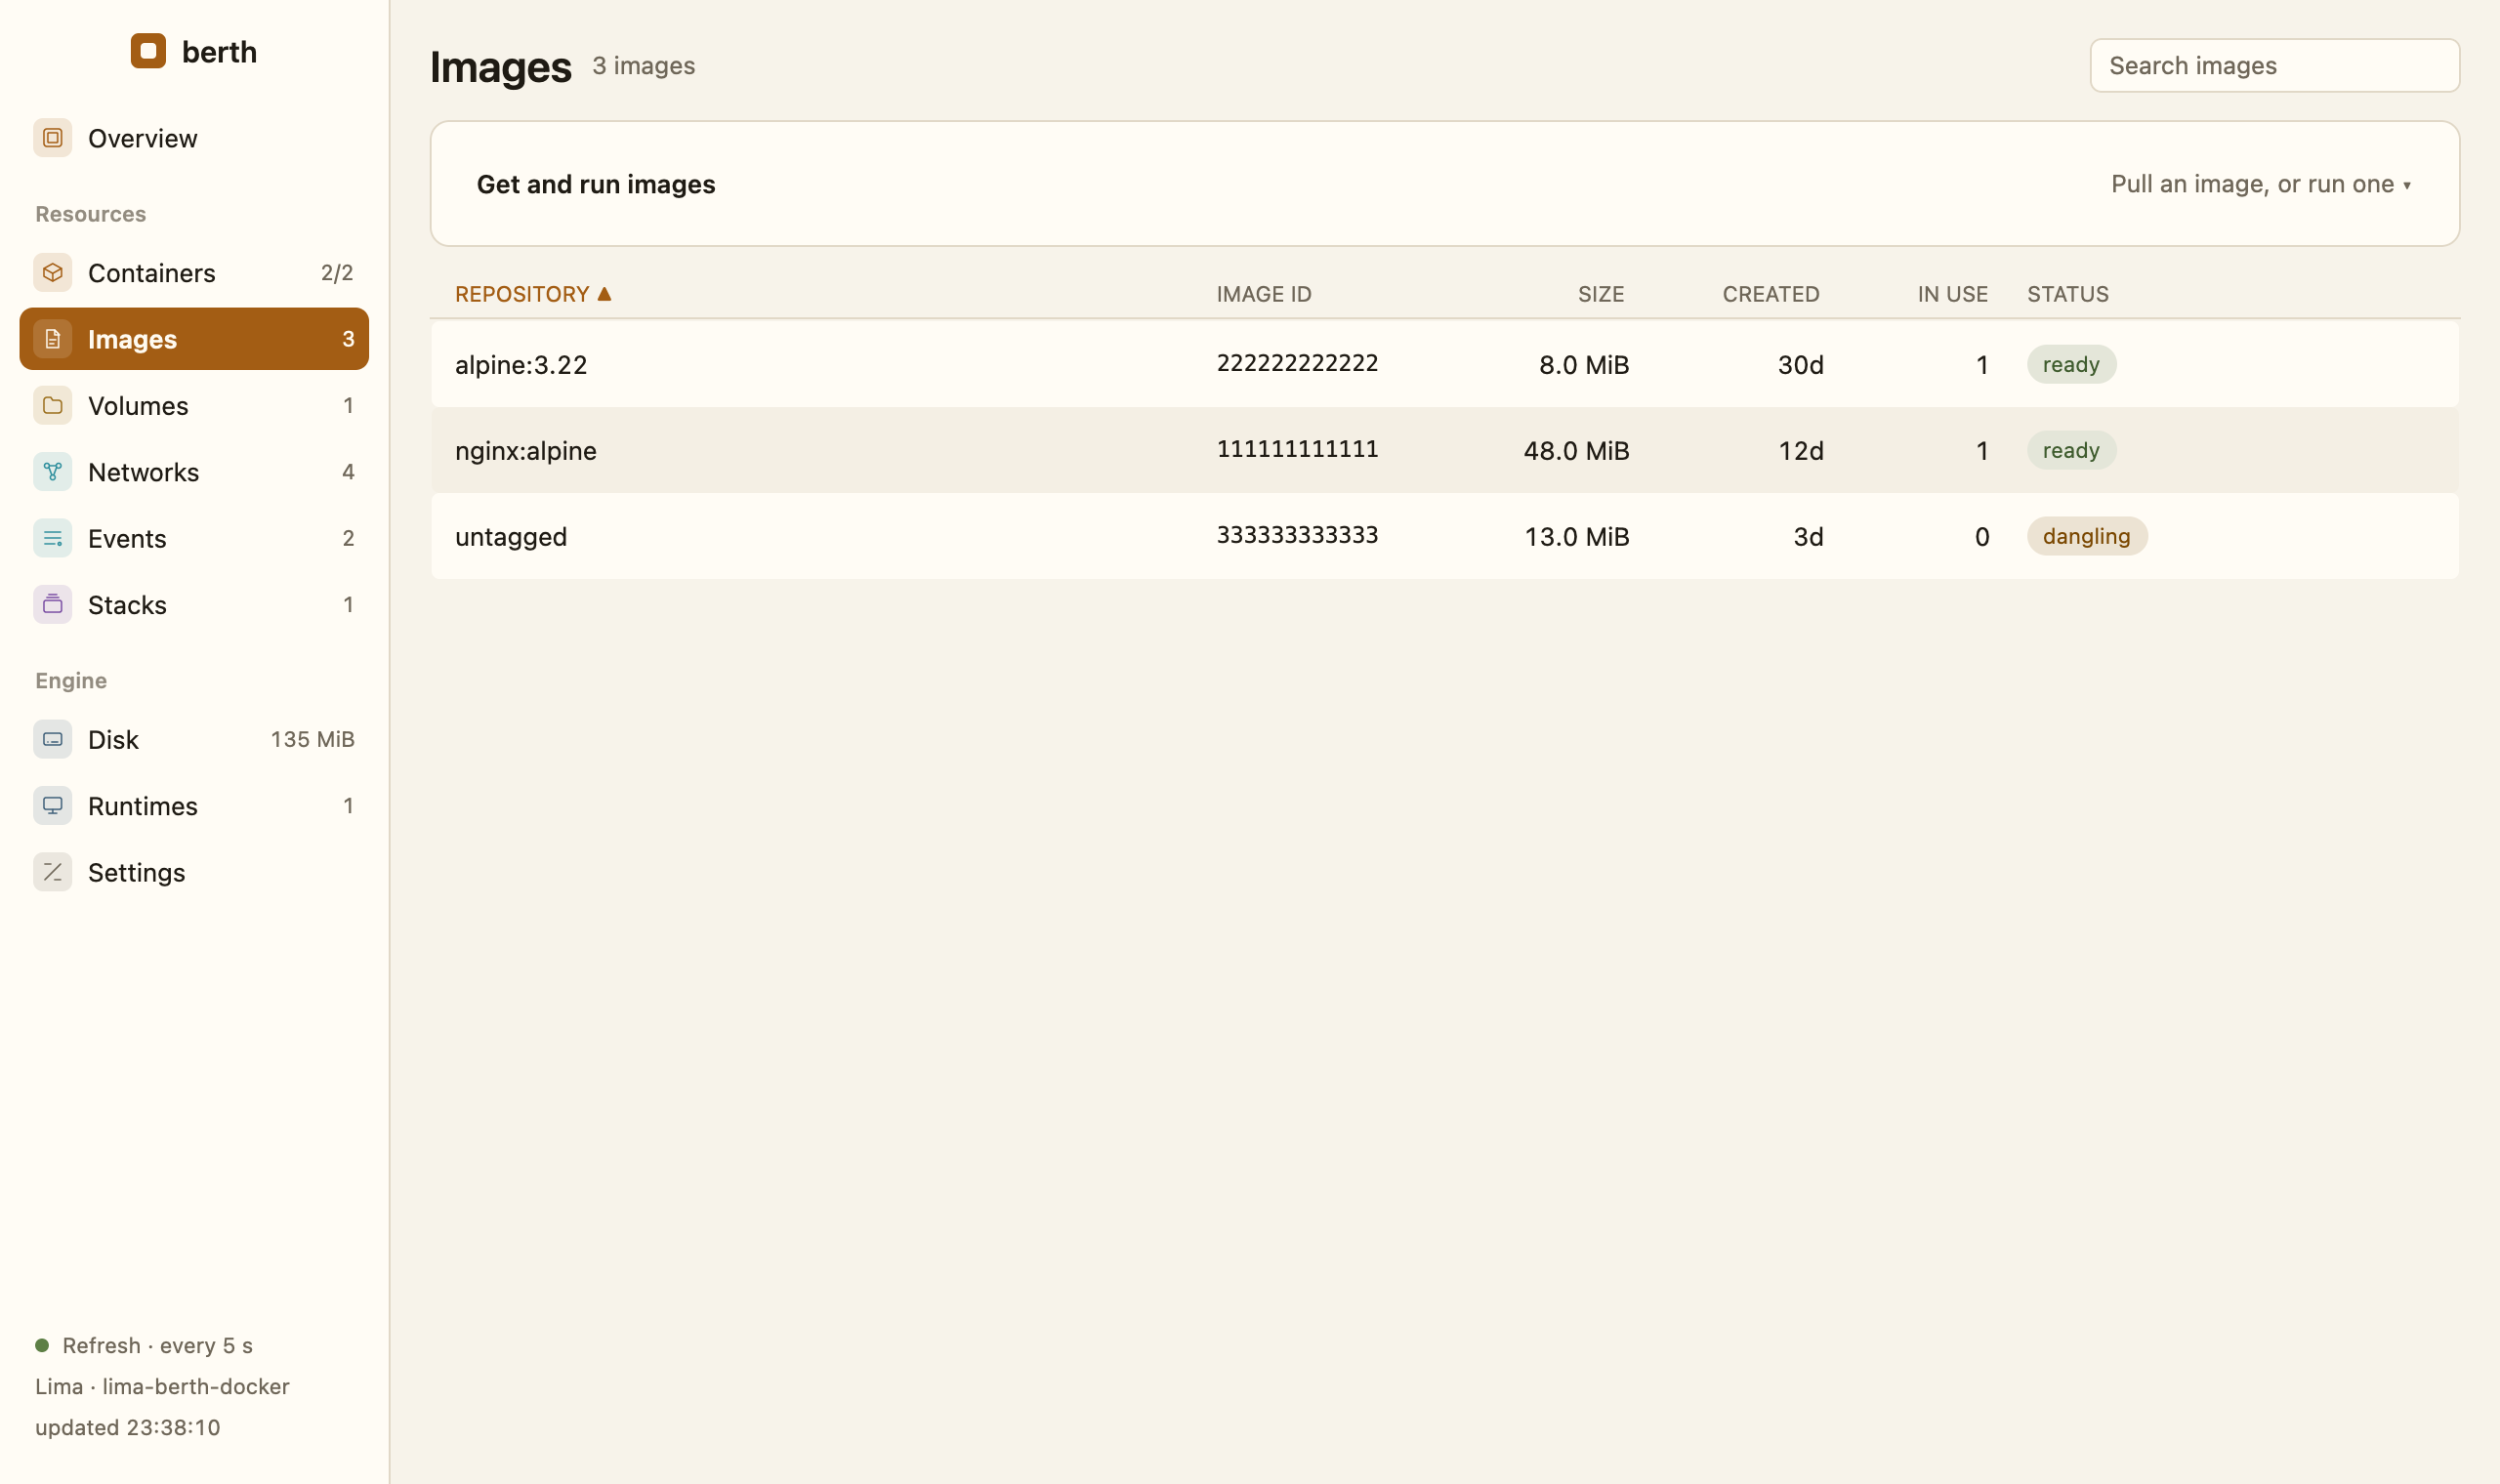 berth
Overview
Resources
Containers 2/2
Images 3
Volumes 1
Networks 4
Events 2
Stacks 1
Engine
Disk 135 MiB
Runtimes 1
Settings
Refresh · every 5 s
Lima · lima-berth-docker
updated 23:38:10
Images 3 images
Search images
Get and run images Pull an image, or run one ▾
REPOSITORY ▲ IMAGE ID SIZE CREATED IN USE STATUS
alpine:3.22 222222222222 8.0 MiB 30d 1 ready
nginx:alpine 111111111111 48.0 MiB 12d 1 ready
untagged 333333333333 13.0 MiB 3d 0 dangling